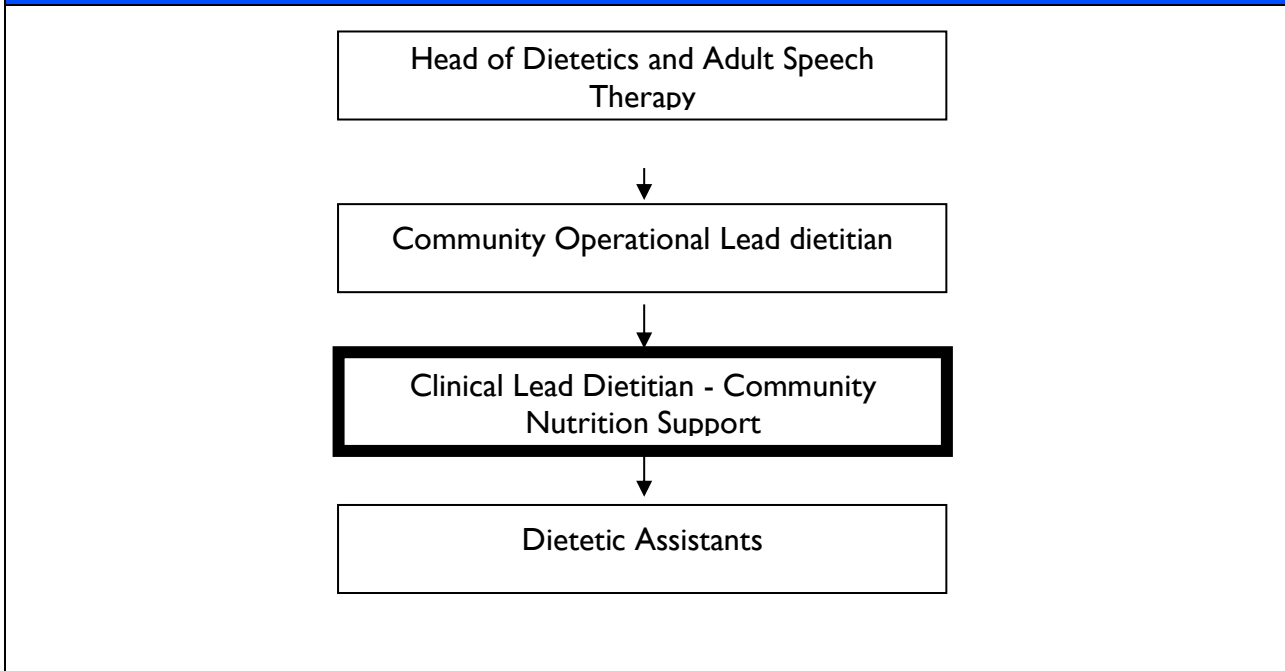 Head of Dietetics and Adult Speech
Therapy
Community Operational Lead dietitian
Clinical Lead Dietitian - Community
Nutrition Support
Dietetic Assistants